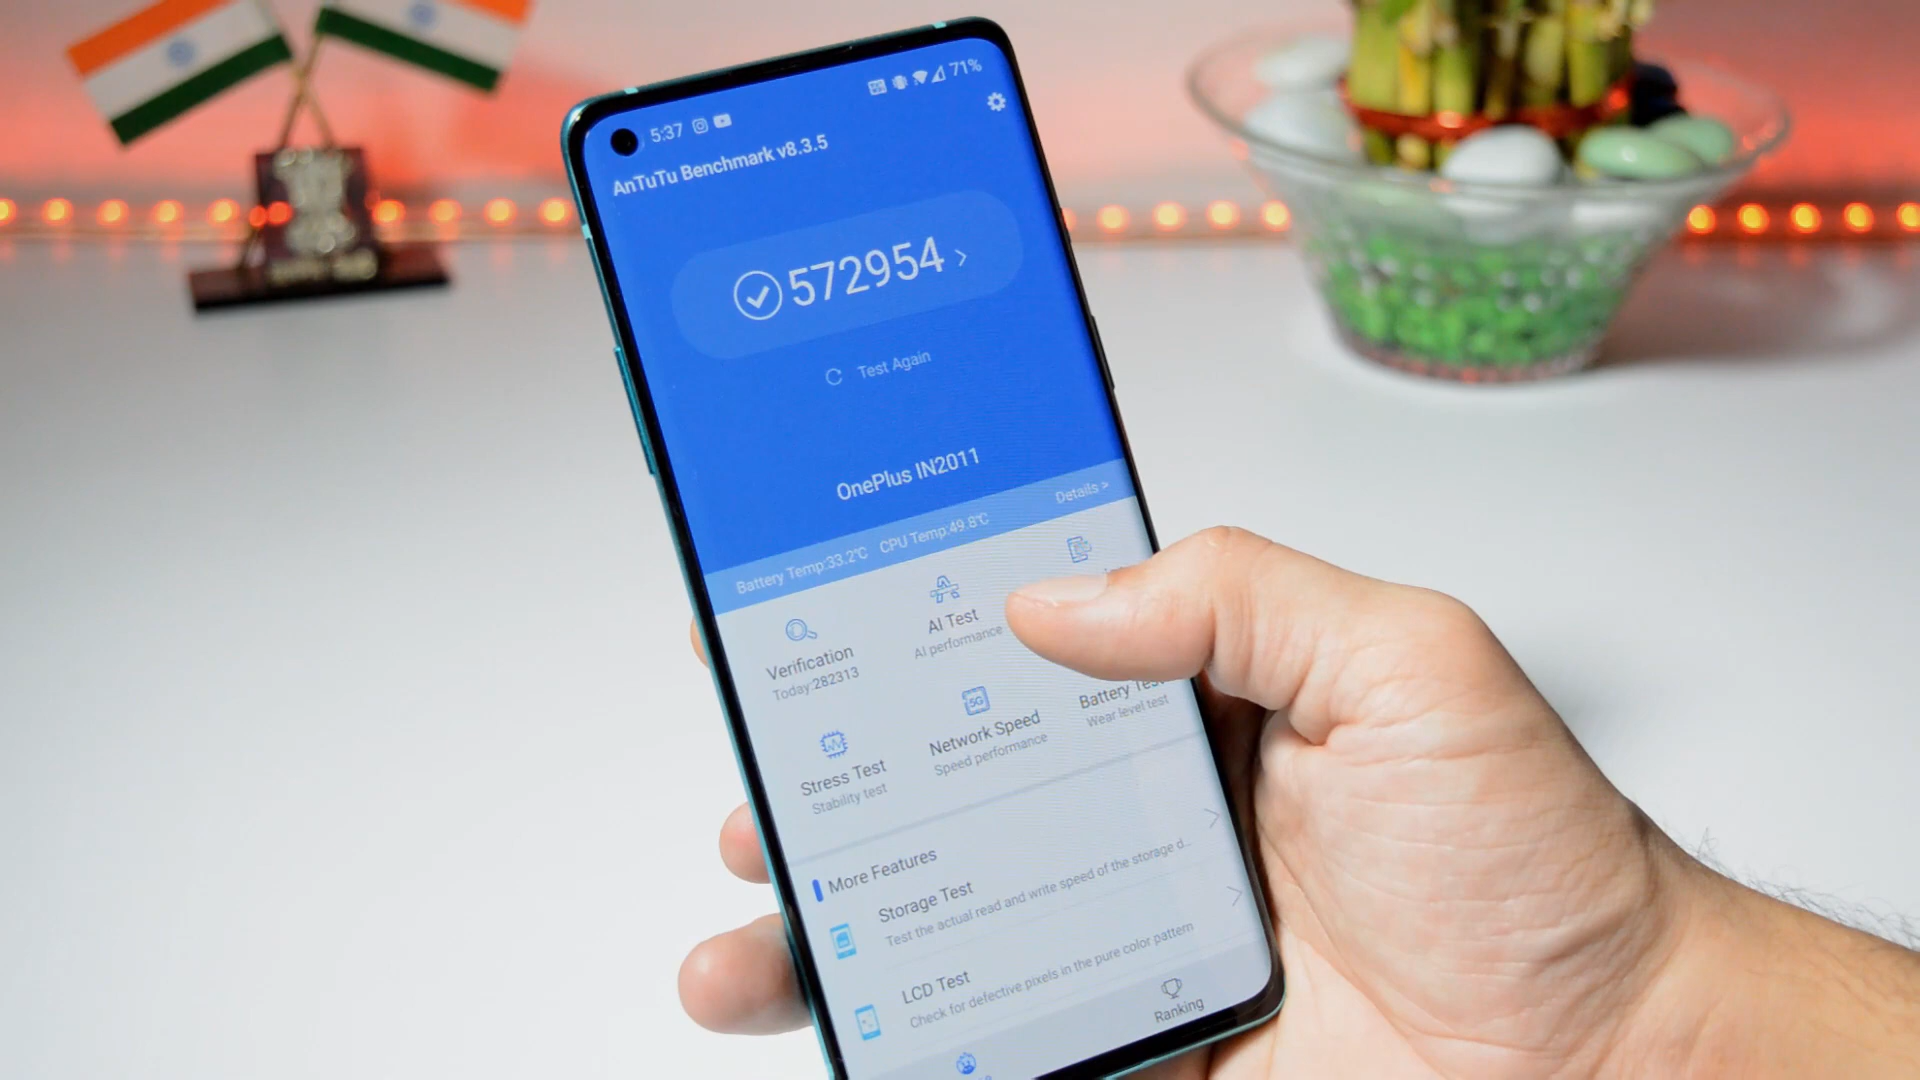 5:37
71%
AnTuTu Benchmark v8.3.5
572954
Test Again
OnePlus IN2011
Details >
Battery Temp:33.2℃ CPU Temp:49.8℃
Verification
Today:282313
AI Test
AI performance
Stress Test
Stability test
5G
Network Speed
Speed performance
Battery Test
Wear level test
More Features
Storage Test
Test the actual read and write speed of the storage d...
LCD Test
Check for defective pixels in the pure color pattern
Ranking